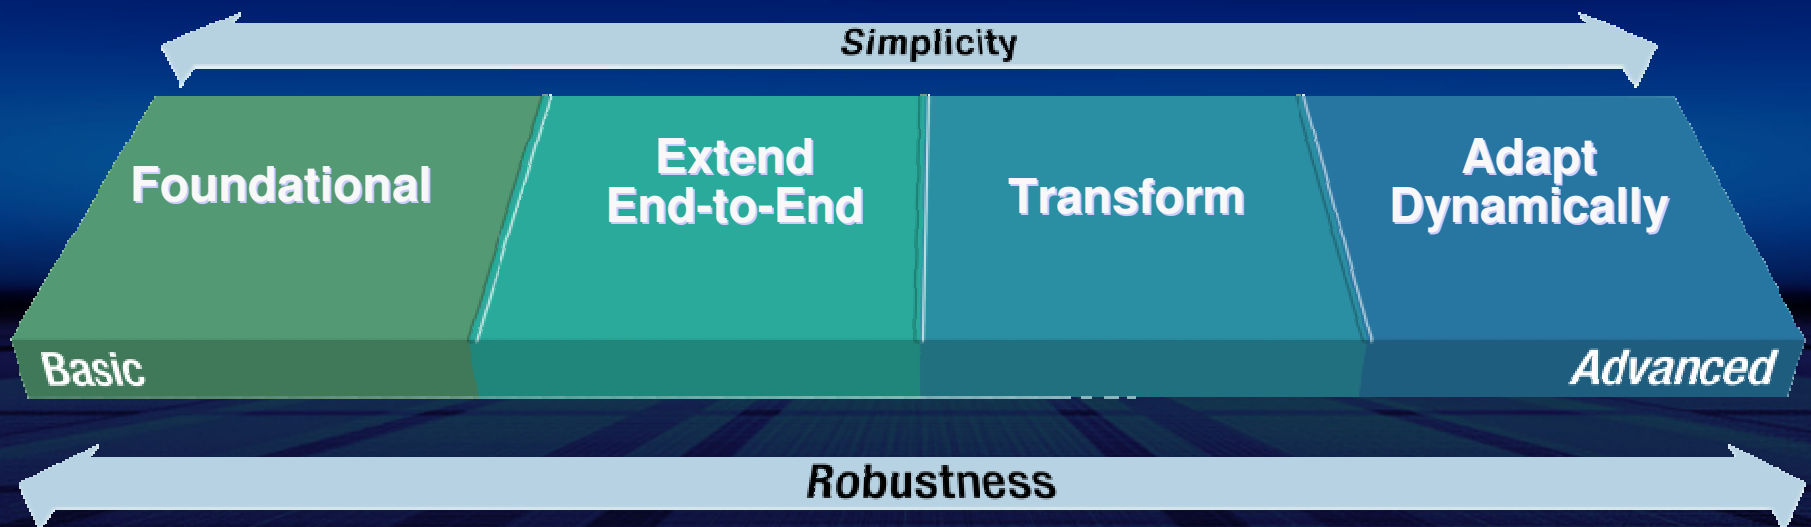 Simplicity
Foundational
Extend
End-to-End
Transform
Adapt
Dynamically
Basic
Advanced
Robustness